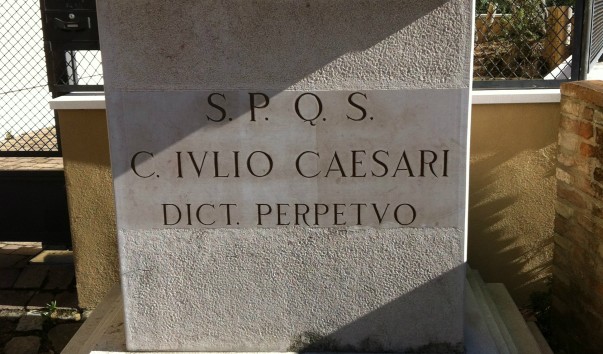 S. P. Q. S.
C. IVLIO CAESARI
DICT. PERPETVO